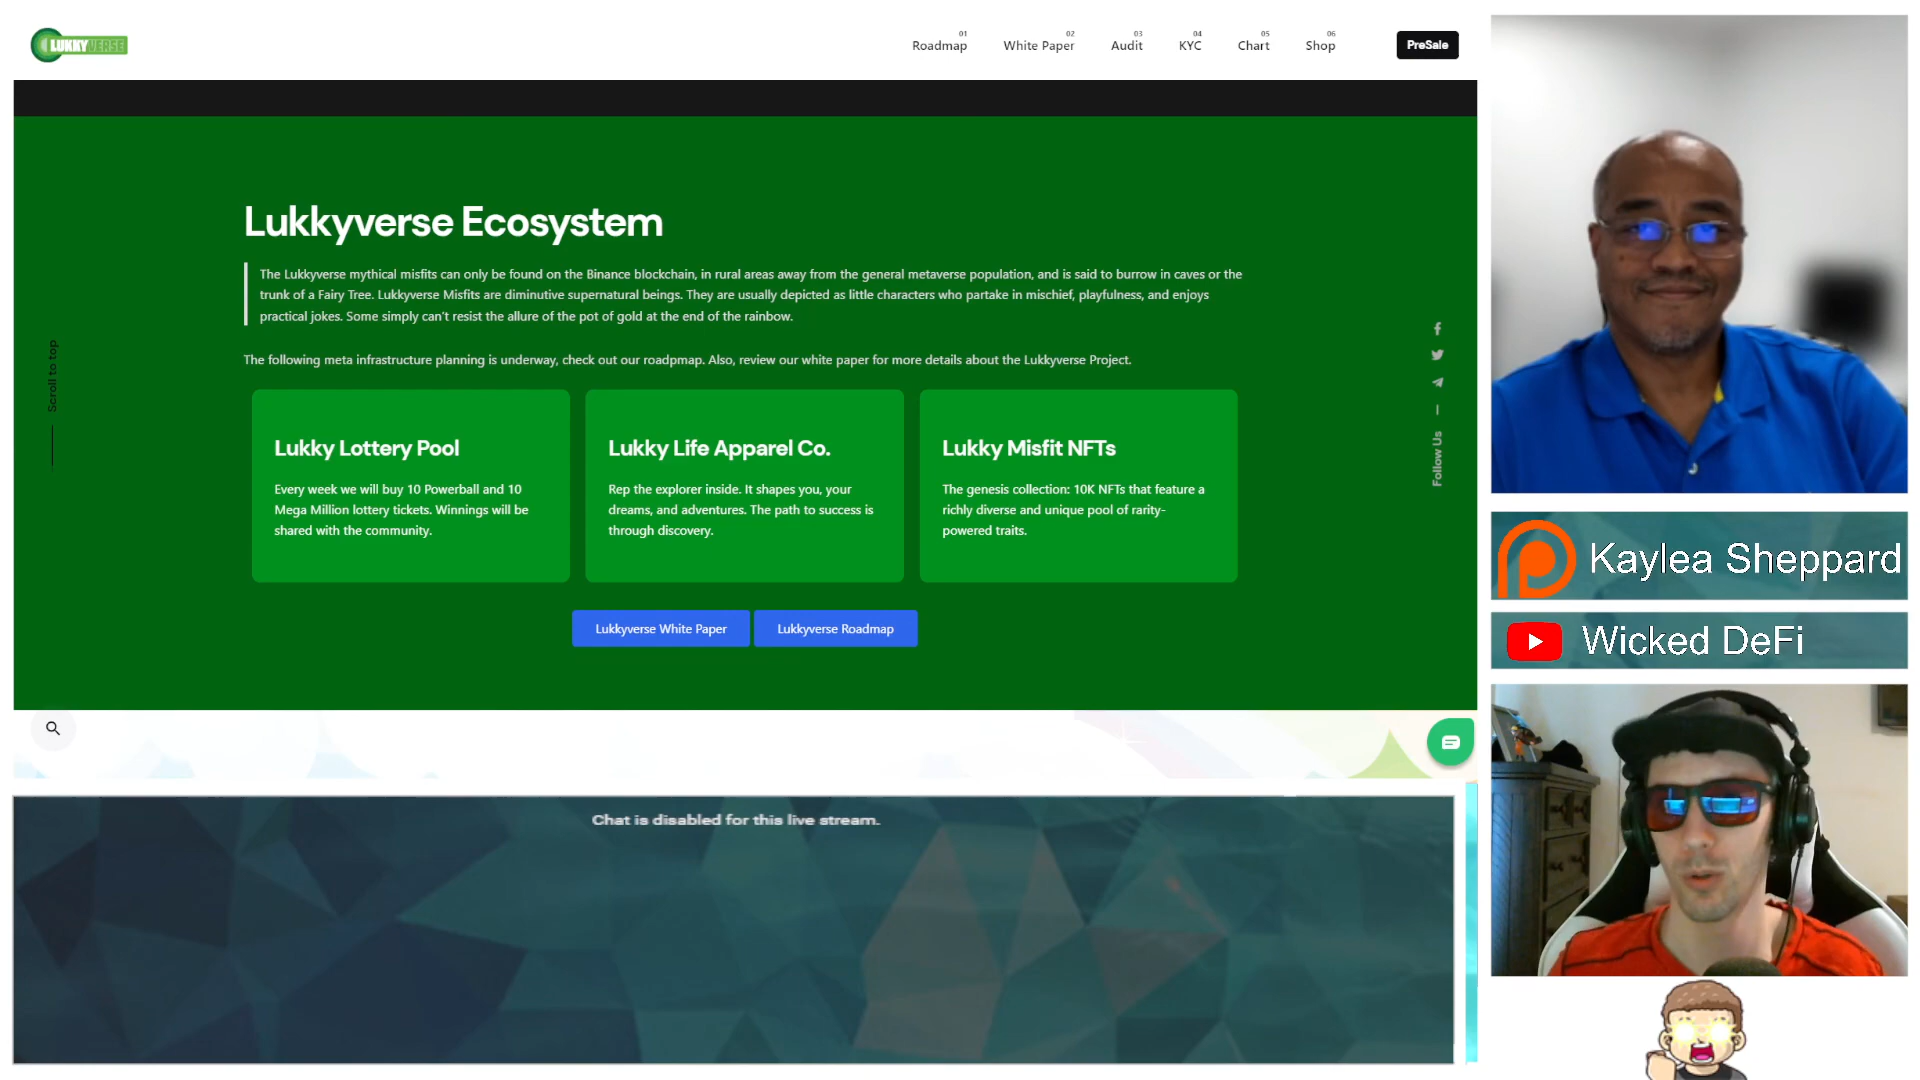 LUKKYVERSE
01
Roadmap
02
White Paper
03
Audit
04
KYC
05
Chart
06
Shop
PreSale
Lukkyverse Ecosystem
The Lukkyverse mythical misfits can only be found on the Binance blockchain, in rural areas away from the general metaverse population, and is said to burrow in caves or the
trunk of a Fairy Tree. Lukkyverse Misfits are diminutive supernatural beings. They are usually depicted as little characters who partake in mischief, playfulness, and enjoys
practical jokes. Some simply can't resist the allure of the pot of gold at the end of the rainbow.
The following meta infrastructure planning is underway, check out our roadpmap. Also, review our white paper for more details about the Lukkyverse Project.
Scroll to top
Follow Us
Lukky Lottery Pool
Every week we will buy 10 Powerball and 10
Mega Million lottery tickets. Winnings will be
shared with the community.
Lukky Life Apparel Co.
Rep the explorer inside. It shapes you, your
dreams, and adventures. The path to success is
through discovery.
Lukky Misfit NFTs
The genesis collection: 10K NFTs that feature a
richly diverse and unique pool of rarity-
powered traits.
Lukkyverse White Paper
Lukkyverse Roadmap
Kaylea Sheppard
Wicked DeFi
Chat is disabled for this live stream.